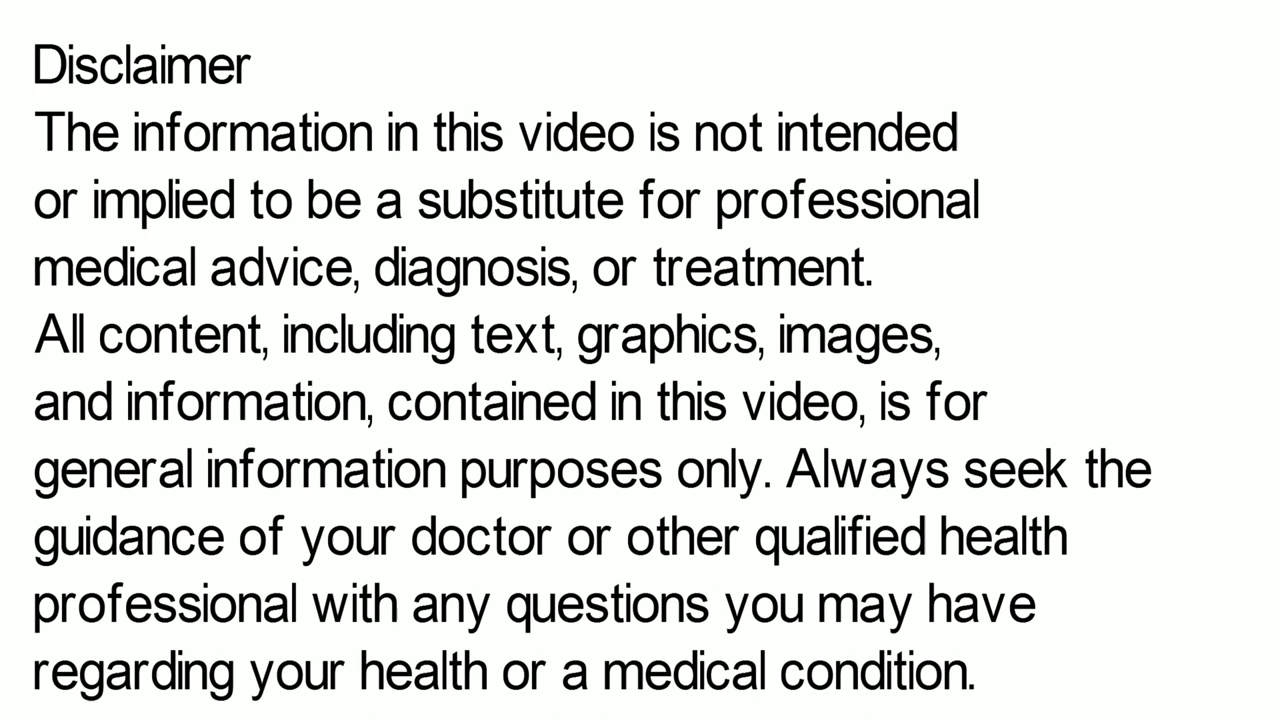 Disclaimer
The information in this video is not intended
or implied to be a substitute for professional
medical advice, diagnosis, or treatment.
All content, including text, graphics, images,
and information, contained in this video, is for
general information purposes only. Always seek the
guidance of your doctor or other qualified health
professional with any questions you may have
regarding your health or a medical condition.